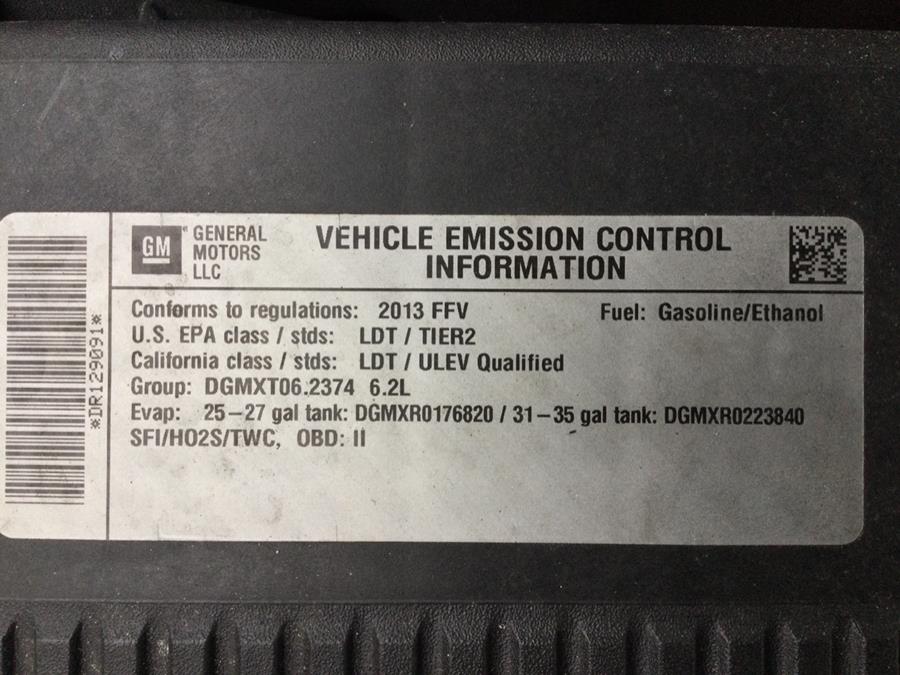 GM GENERAL
MOTORS
LLC
VEHICLE EMISSION CONTROL
INFORMATION
Conforms to regulations: 2013 FFV Fuel: Gasoline/Ethanol
U.S. EPA class / stds: LDT / TIER2
California class / stds: LDT / ULEV Qualified
Group: DGMXT06.2374 6.2L
Evap: 25-27 gal tank: DGMXR0176820 / 31-35 gal tank: DGMXR0223840
SFI/HO2S/TWC, OBD: II
*DR129091*